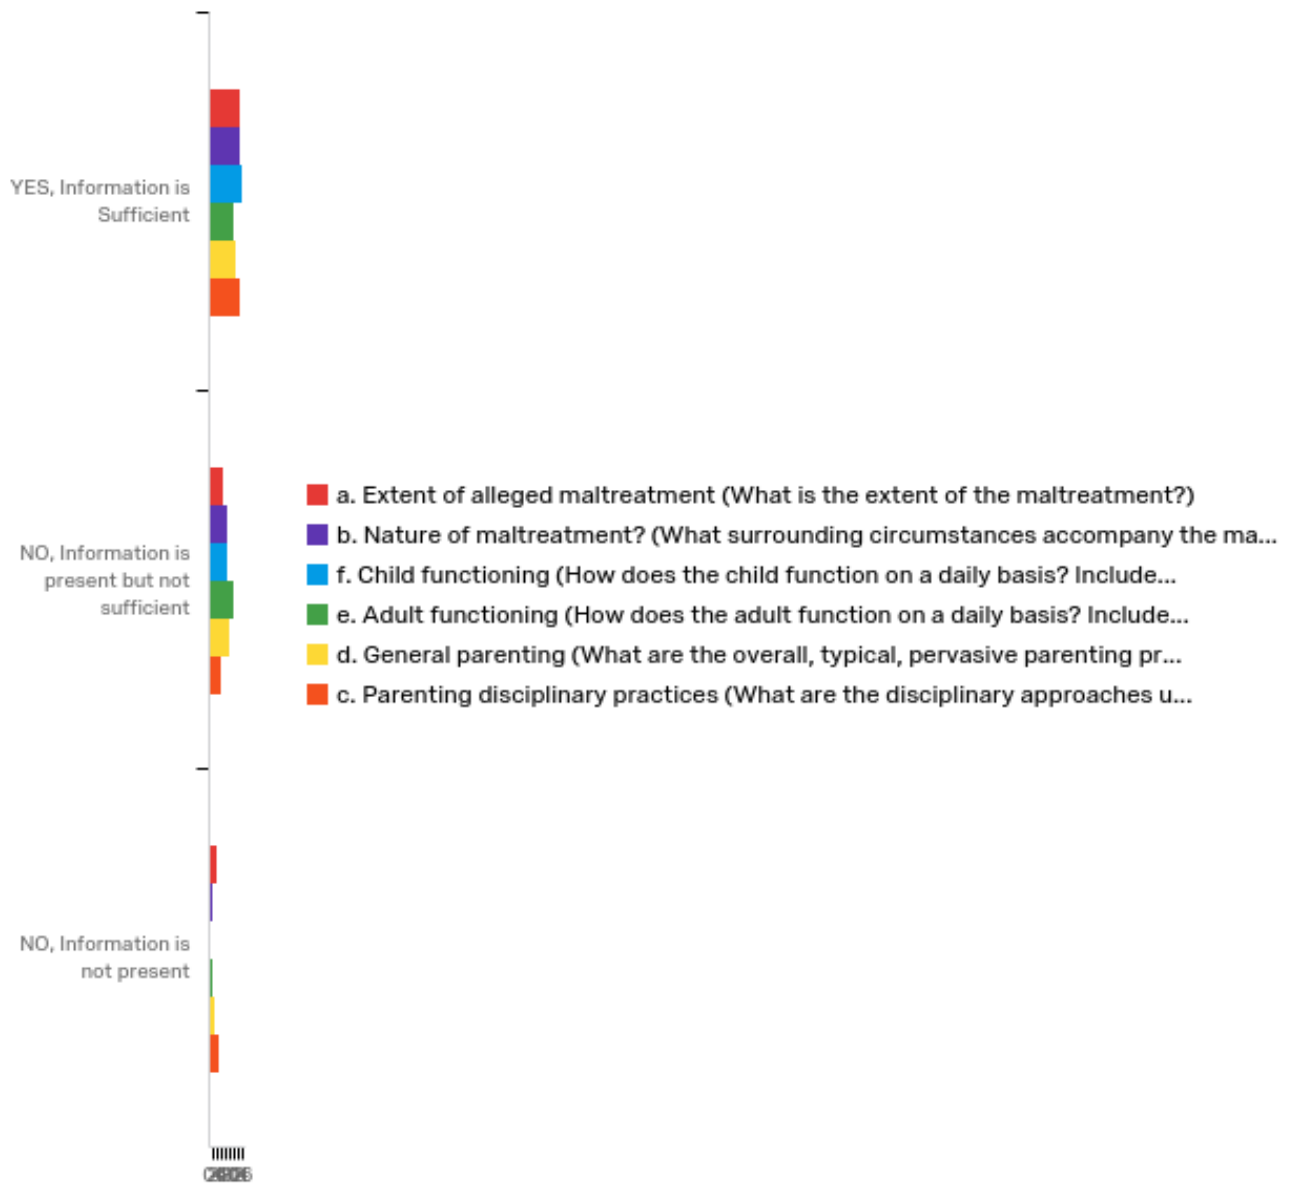 YES, Information is
Sufficient
NO, Information is
present but not
sufficient
a. Extent of alleged maltreatment (What is the extent of the maltreatment?)
b. Nature of maltreatment? (What surrounding circumstances accompany the ma...
f. Child functioning (How does the child function on a daily basis? Include...
e. Adult functioning (How does the adult function on a daily basis? Include...
d. General parenting (What are the overall, typical, pervasive parenting pr...
c. Parenting disciplinary practices (What are the disciplinary approaches u...
NO, Information is
not present